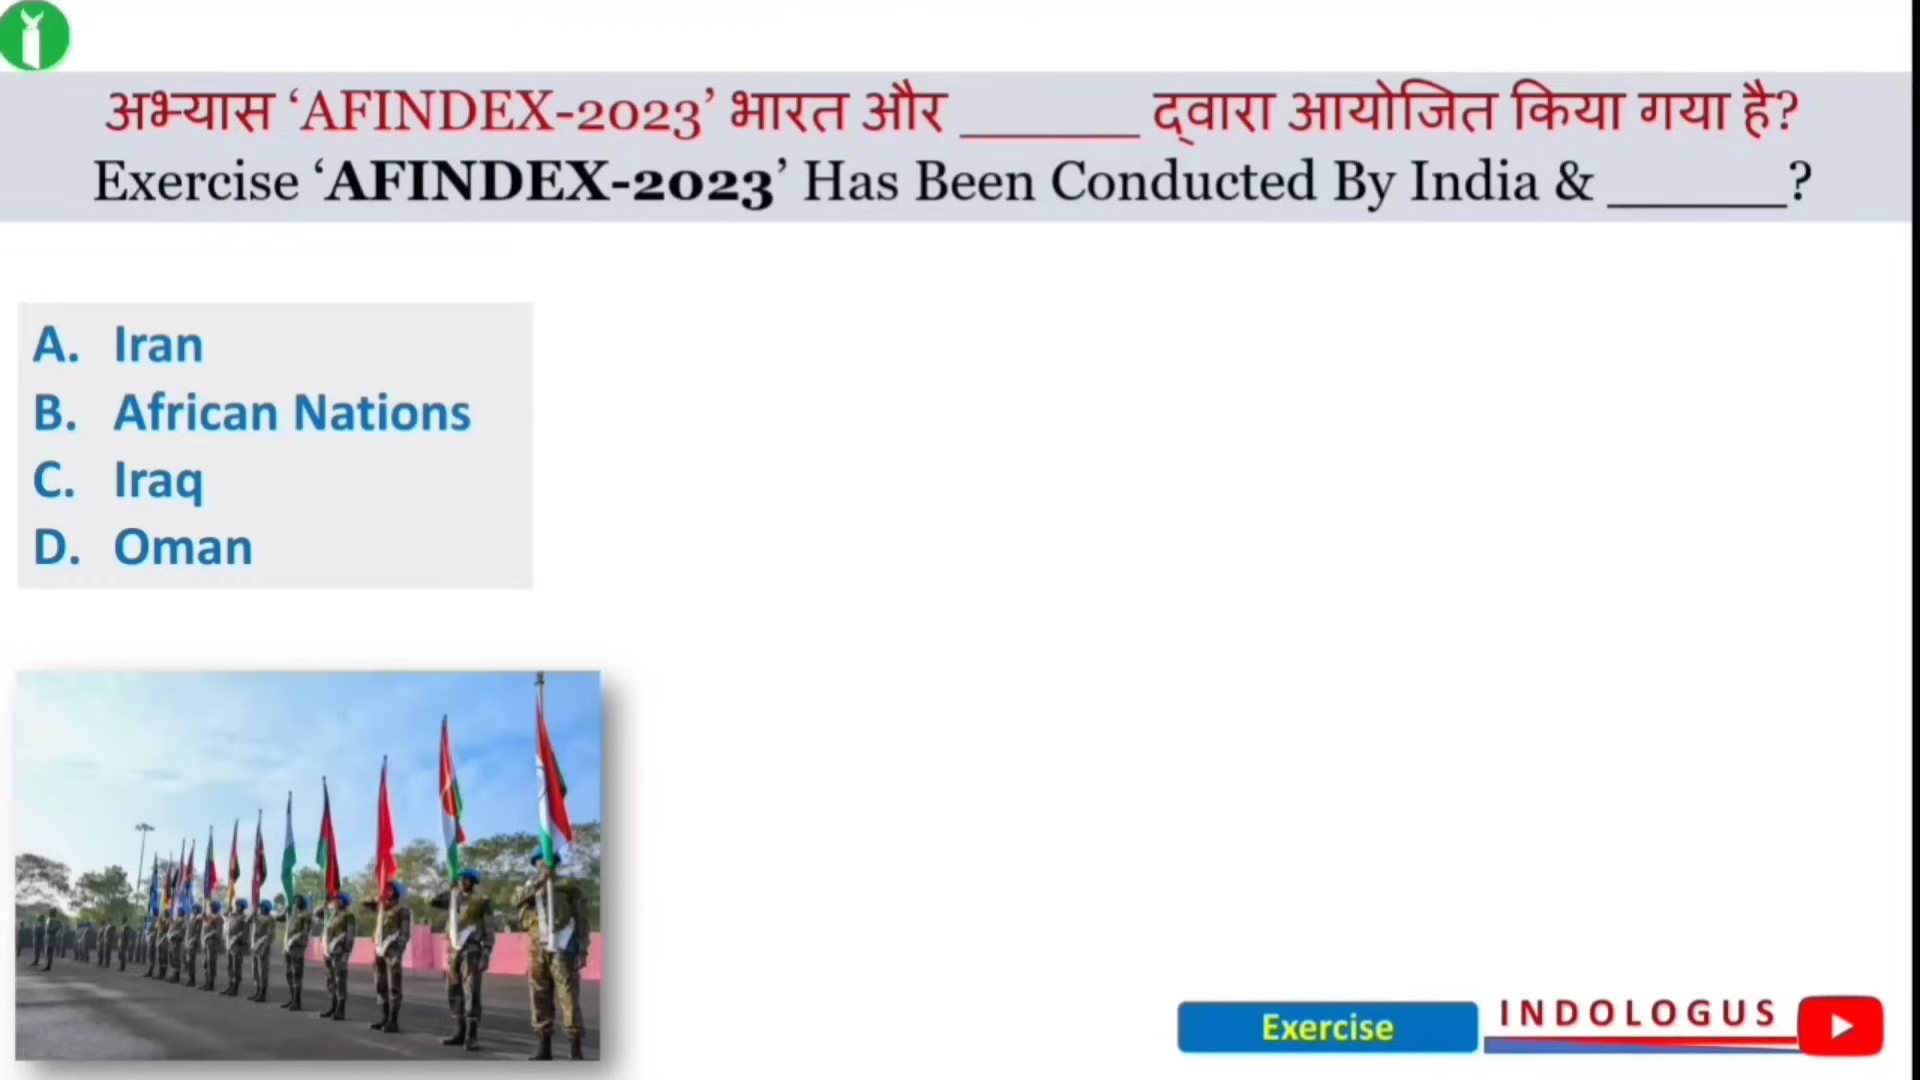 अभ्यास ‘AFINDEX-2023’ भारत और ______ द्वारा आयोजित किया गया है?
Exercise ‘AFINDEX-2023’ Has Been Conducted By India & ______?
A. Iran
B. African Nations
C. Iraq
D. Oman
Exercise
INDOLOGUS